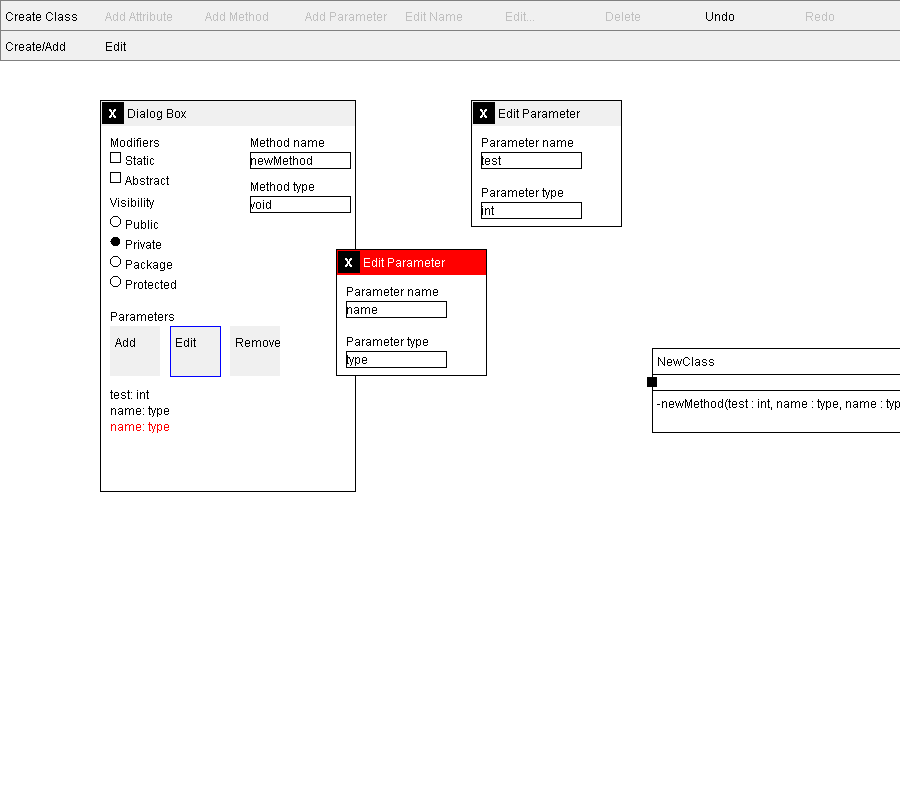 Create Class Add Attribute Add Method Add Parameter Edit Name Edit... Delete Undo Redo
Create/Add Edit
X Dialog Box
Modifiers
Static
Abstract
Visibility
Public
Private
Package
Protected
Method name
newMethod
Method type
void
Parameters
Add Edit Remove
test: int
name: type
name: type
X Edit Parameter
Parameter name
test
Parameter type
int
X Edit Parameter
Parameter name
name
Parameter type
type
NewClass
-newMethod(test : int, name : type, name : typ